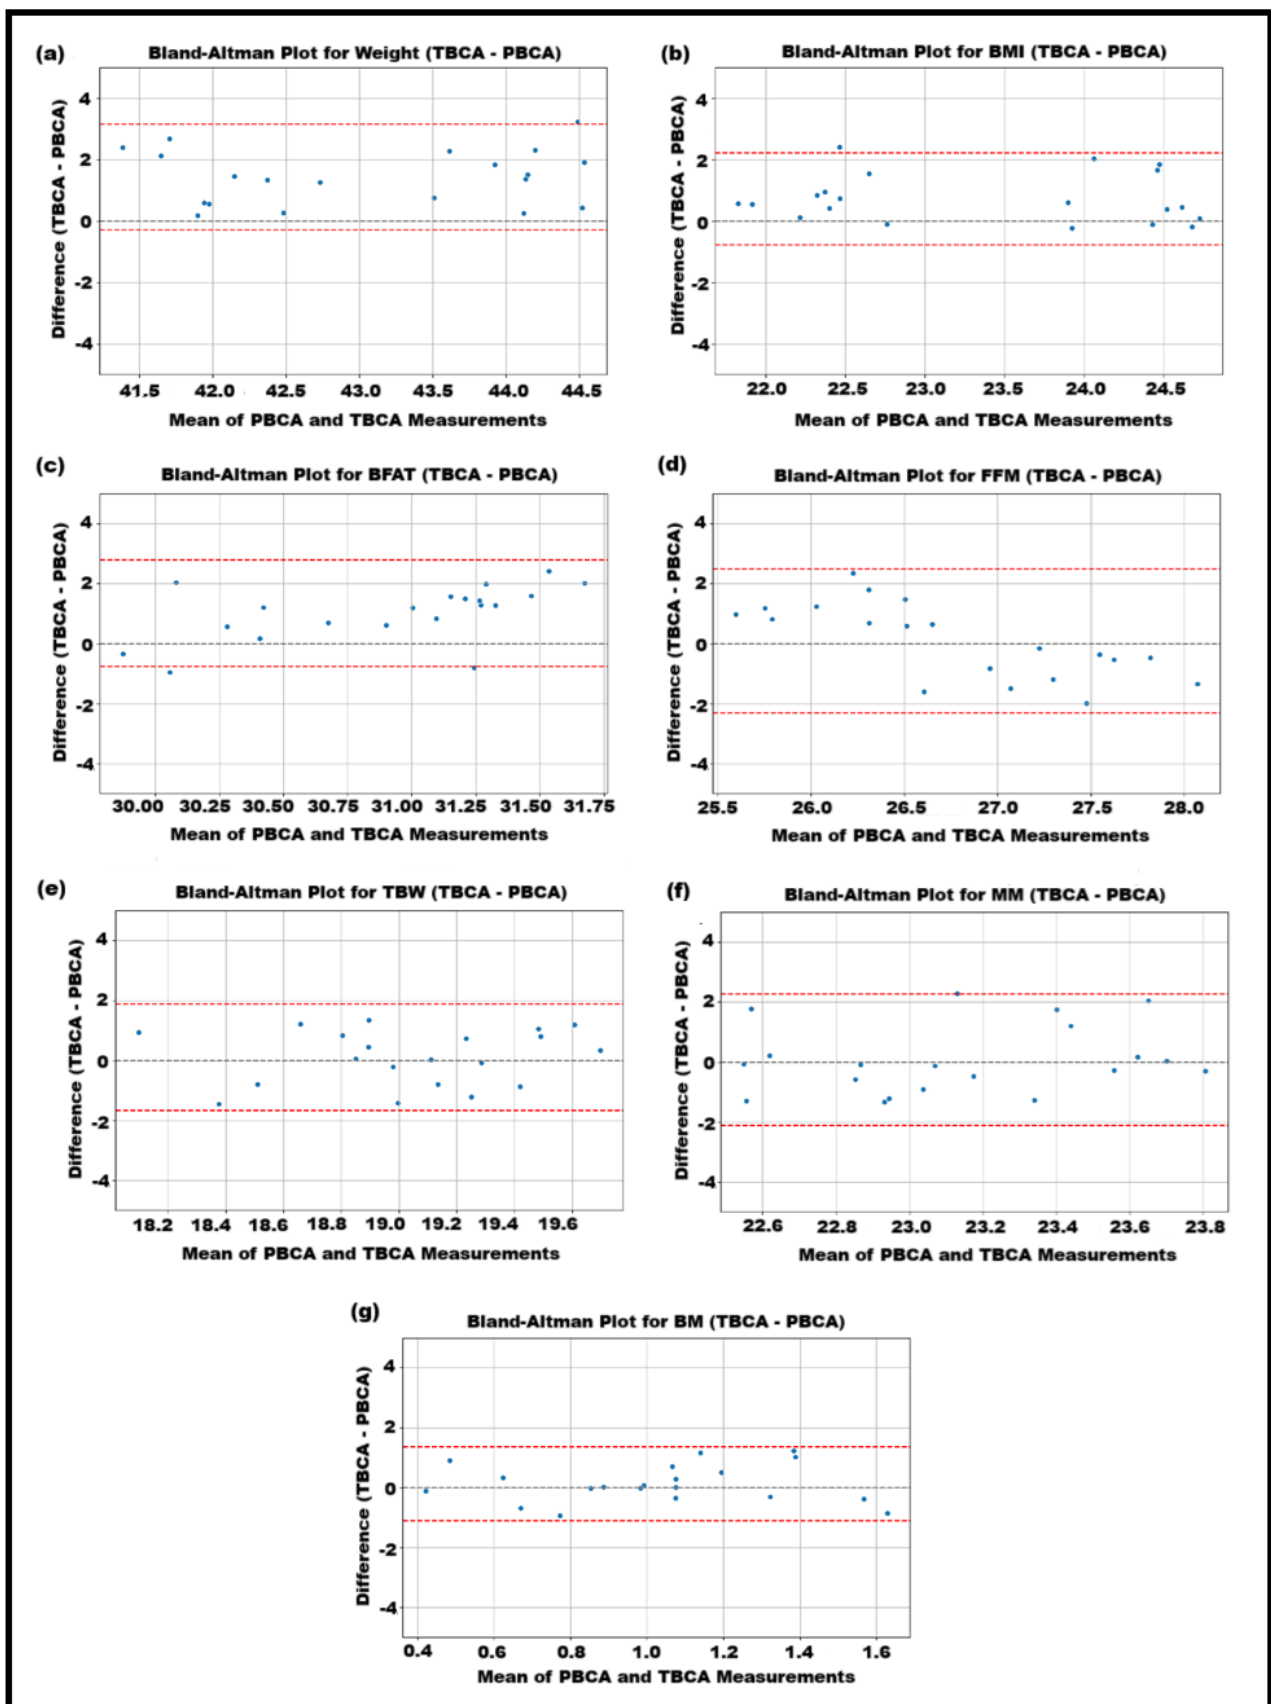 (a)
Bland-Altman Plot for Weight (TBCA - PBCA)
Difference (TBCA - PBCA)
4
2
0
-2
-4
41.5 42.0 42.5 43.0 43.5 44.0 44.5
Mean of PBCA and TBCA Measurements
(b)
Bland-Altman Plot for BMI (TBCA - PBCA)
Difference (TBCA - PBCA)
4
2
0
-2
-4
22.0 22.5 23.0 23.5 24.0 24.5
Mean of PBCA and TBCA Measurements
(c)
Bland-Altman Plot for BFAT (TBCA - PBCA)
Difference (TBCA - PBCA)
4
2
0
-2
-4
30.00 30.25 30.50 30.75 31.00 31.25 31.50 31.75
Mean of PBCA and TBCA Measurements
(d)
Bland-Altman Plot for FFM (TBCA - PBCA)
Difference (TBCA - PBCA)
4
2
0
-2
-4
25.5 26.0 26.5 27.0 27.5 28.0
Mean of PBCA and TBCA Measurements
(e)
Bland-Altman Plot for TBW (TBCA - PBCA)
Difference (TBCA - PBCA)
4
2
0
-2
-4
18.2 18.4 18.6 18.8 19.0 19.2 19.4 19.6
Mean of PBCA and TBCA Measurements
(f)
Bland-Altman Plot for MM (TBCA - PBCA)
Difference (TBCA - PBCA)
4
2
0
-2
-4
22.6 22.8 23.0 23.2 23.4 23.6 23.8
Mean of PBCA and TBCA Measurements
(g)
Bland-Altman Plot for BM (TBCA - PBCA)
Difference (TBCA - PBCA)
4
2
0
-2
-4
0.4 0.6 0.8 1.0 1.2 1.4 1.6
Mean of PBCA and TBCA Measurements